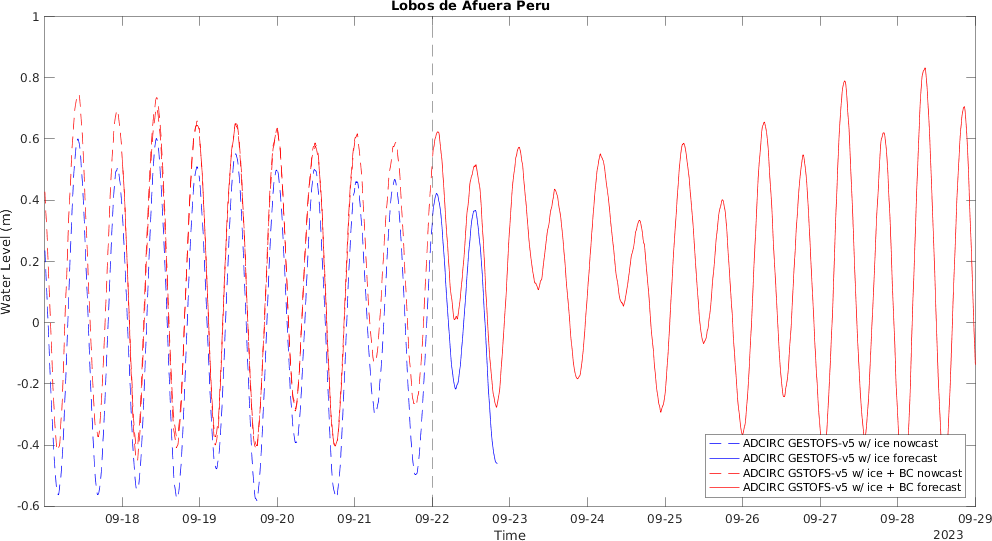 Lobos de Afuera Peru
1
0.8
0.6
0.4
0.2
0
-0.2
-0.4
-0.6
Water Level (m)
ADCIRC GESTOFS-v5 w/ ice nowcast
ADCIRC GESTOFS-v5 w/ ice forecast
ADCIRC GSTOFS-v5 w/ ice + BC nowcast
ADCIRC GSTOFS-v5 w/ ice + BC forecast
09-18 09-19 09-20 09-21 09-22 09-23 09-24 09-25 09-26 09-27 09-28 09-29
Time
2023